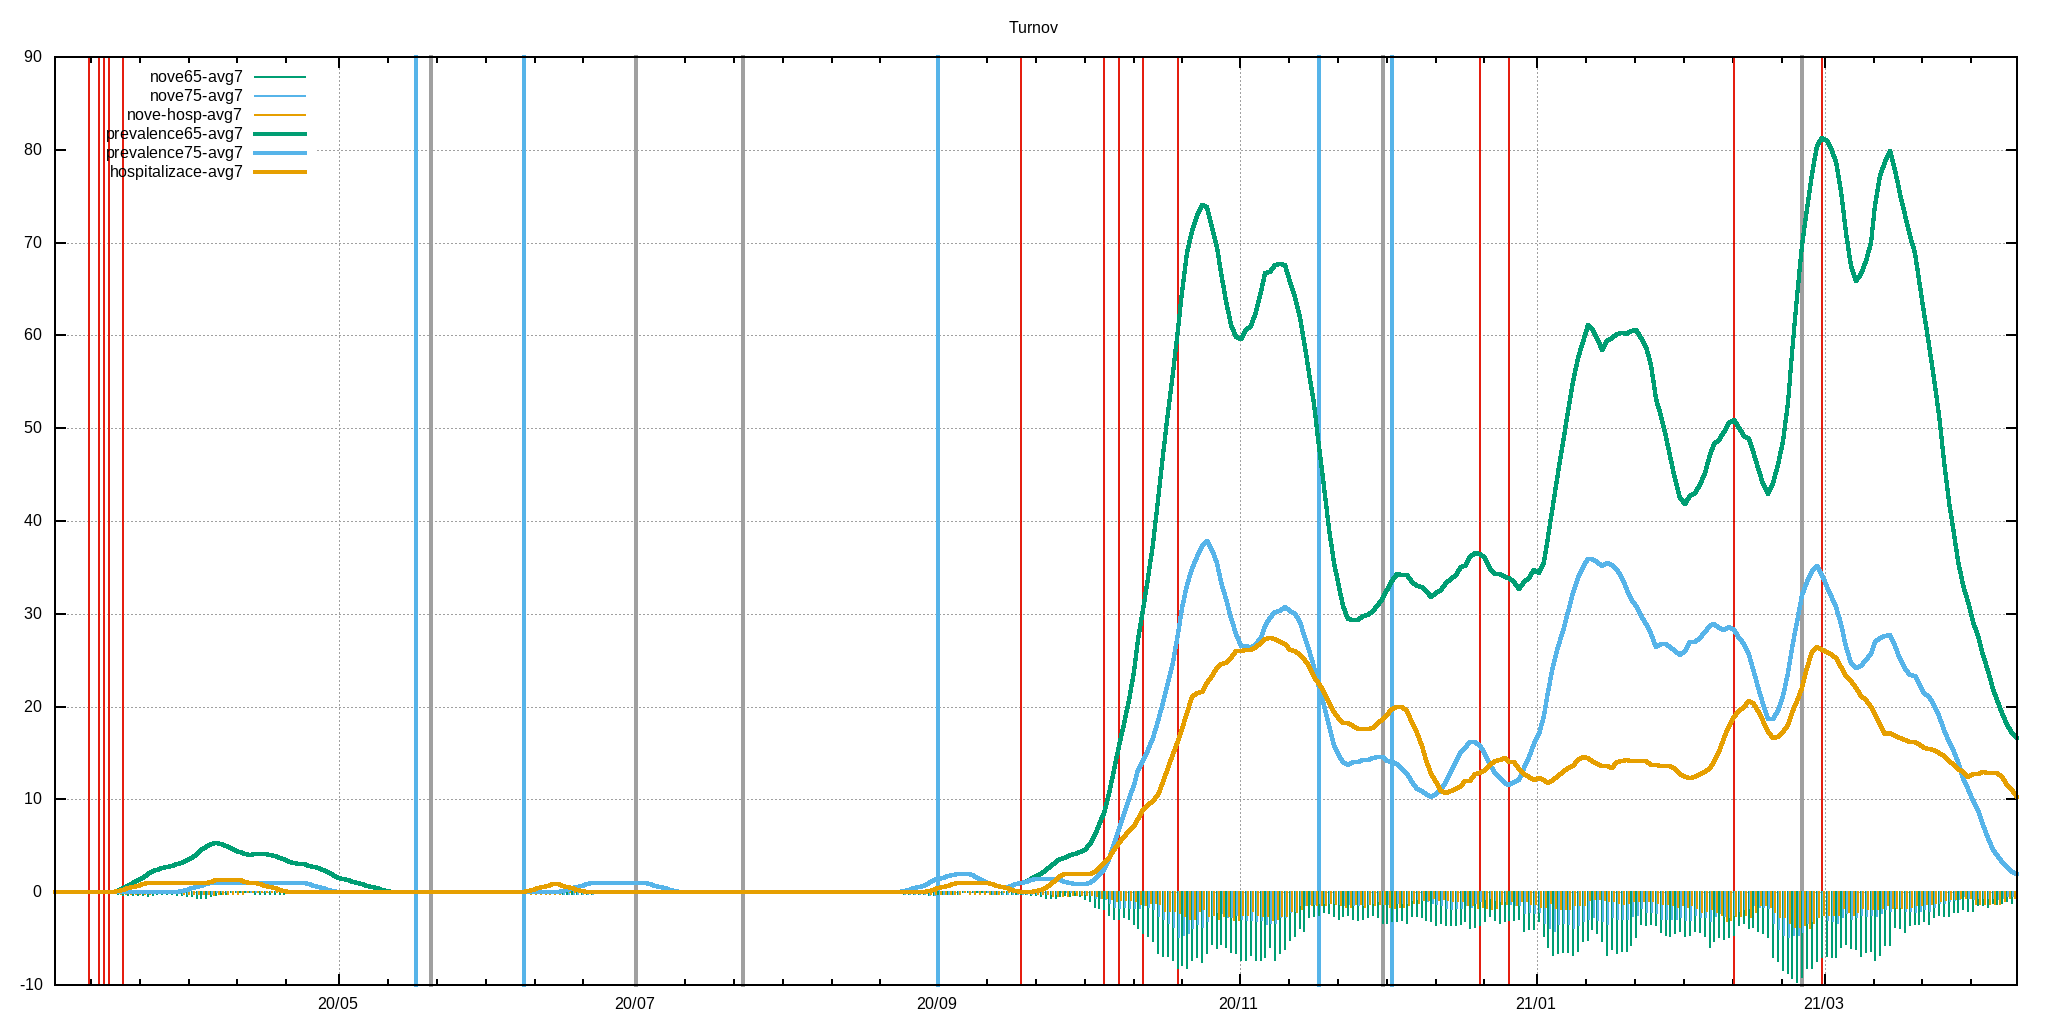 Turnov
90
80
70
60
50
40
30
20
10
0
-10
nove65-avg7
nove75-avg7
nove-hosp-avg7
prevalence65-avg7
prevalence75-avg7
hospitalizace-avg7
20/05 20/07 20/09 20/11 21/01 21/03